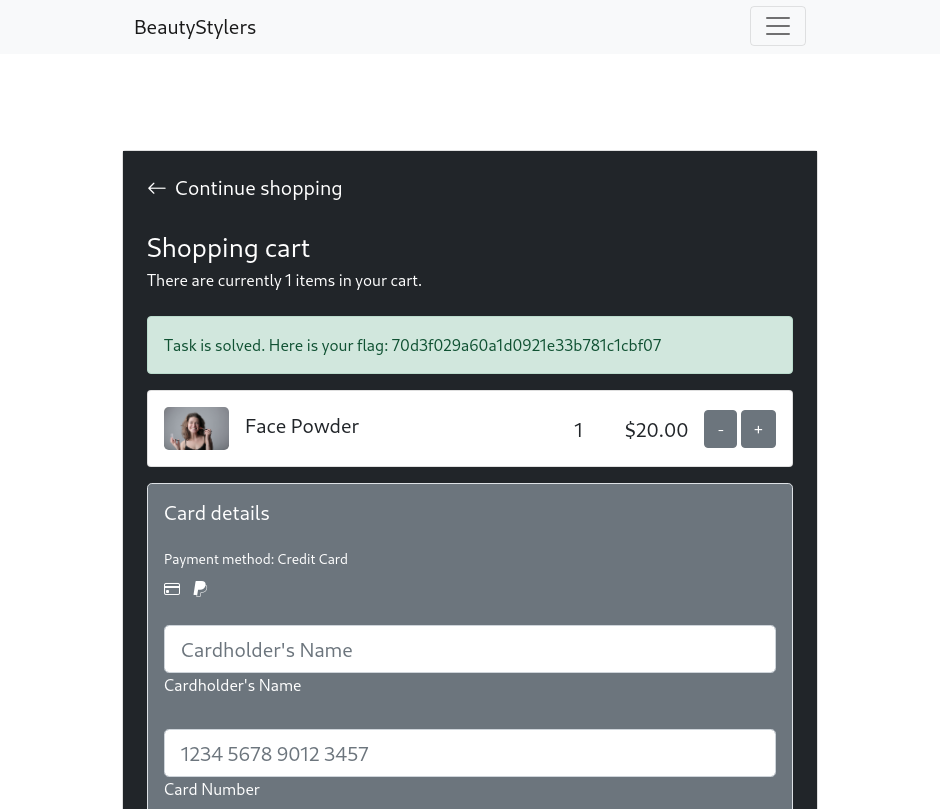 BeautyStylers
← Continue shopping
Shopping cart
There are currently 1 items in your cart.
Task is solved. Here is your flag: 70d3f029a60a1d0921e33b781c1cbf07
Face Powder 1 $20.00 - +
Card details
Payment method: Credit Card
Cardholder's Name
Cardholder's Name
1234 5678 9012 3457
Card Number